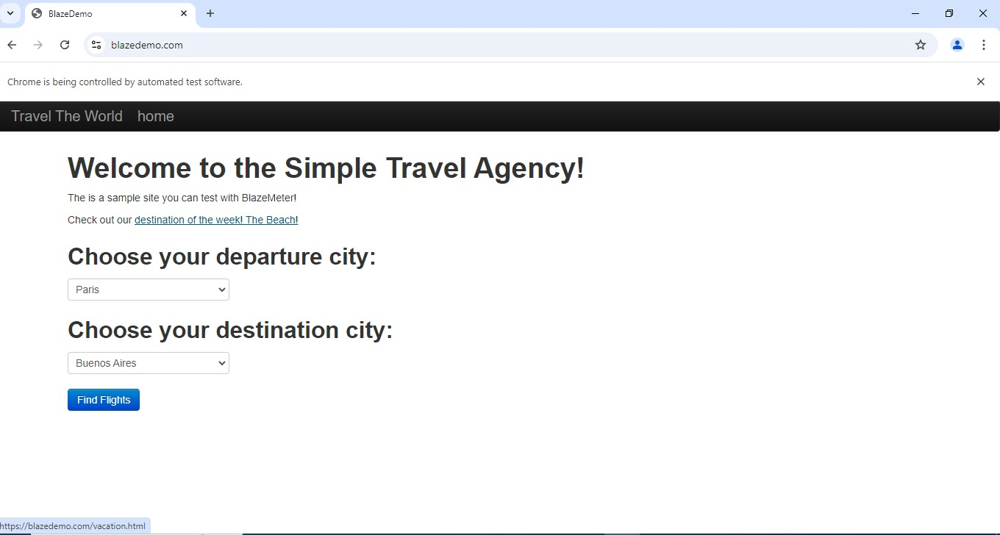 BlazeDemo
blazedemo.com
Chrome is being controlled by automated test software.
Travel The World home
Welcome to the Simple Travel Agency!
The is a sample site you can test with BlazeMeter!
Check out our destination of the week! The Beach!
Choose your departure city:
Paris
Choose your destination city:
Buenos Aires
Find Flights
https://blazedemo.com/vacation.html